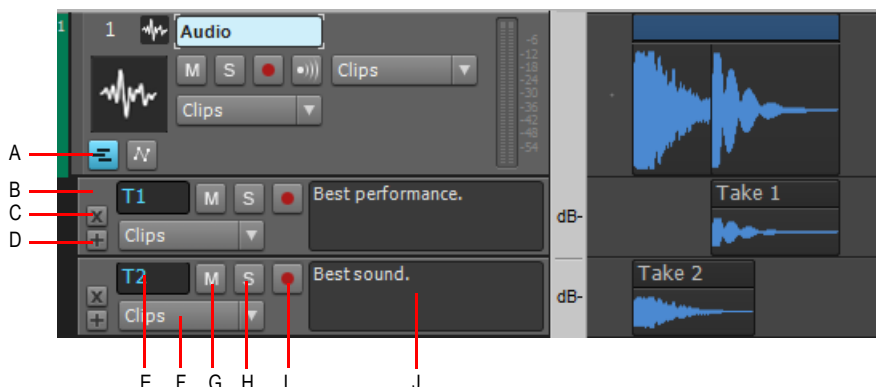 1
1
Audio
M S Clips
Clips
-6
-12
-18
-24
-30
-36
-42
-48
-54
A
B
T1 M S Best performance.
Take 1
C
X
dB-
D
+ Clips
T2 M S Best sound.
Take 2
X
dB-
+ Clips
E F G H I J